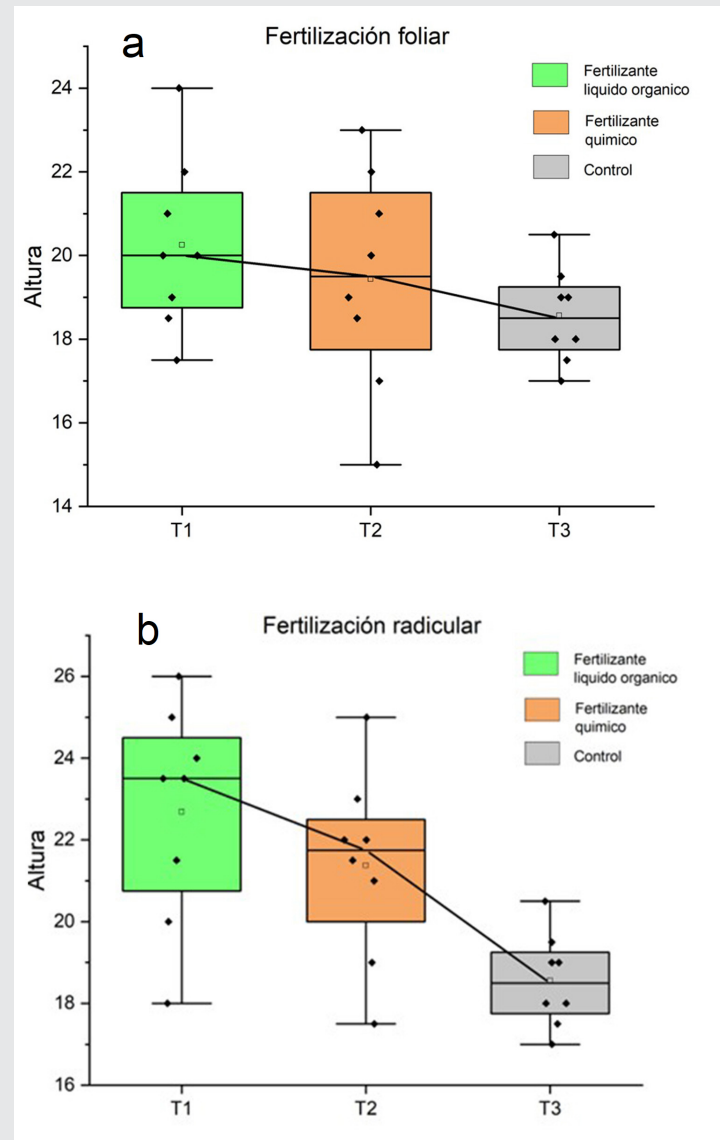 a
Fertilización foliar
Fertilizante
liquido organico
Fertilizante
quimico
Control
Altura
24
22
20
18
16
14
T1
T2
T3
b
Fertilización radicular
Fertilizante
liquido organico
Fertilizante
quimico
Control
Altura
26
24
22
20
18
16
T1
T2
T3